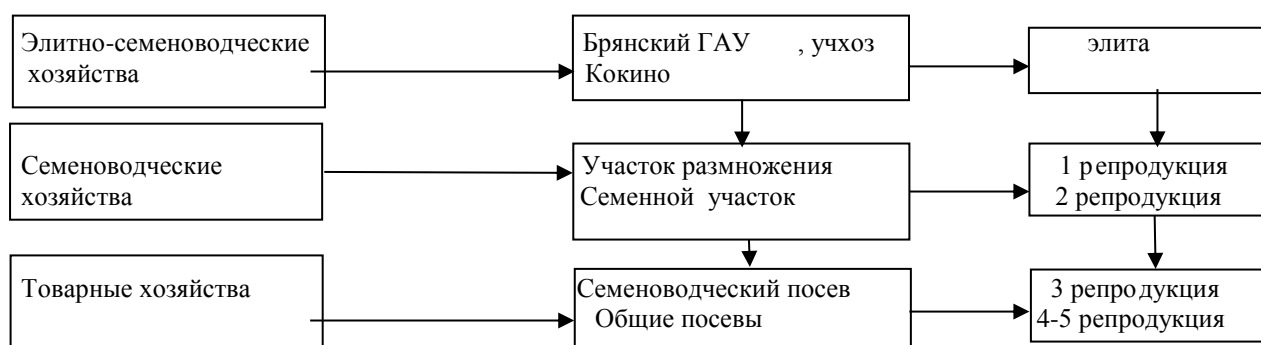 Элитно-семеноводческие
хозяйства
Брянский ГАУ , учхоз
Кокино
элита
Семеноводческие
хозяйства
Участок размножения
Семенной участок
1 репродукция
2 репродукция
Товарные хозяйства
Семеноводческий посев
Общие посевы
3 репродукция
4-5 репродукция